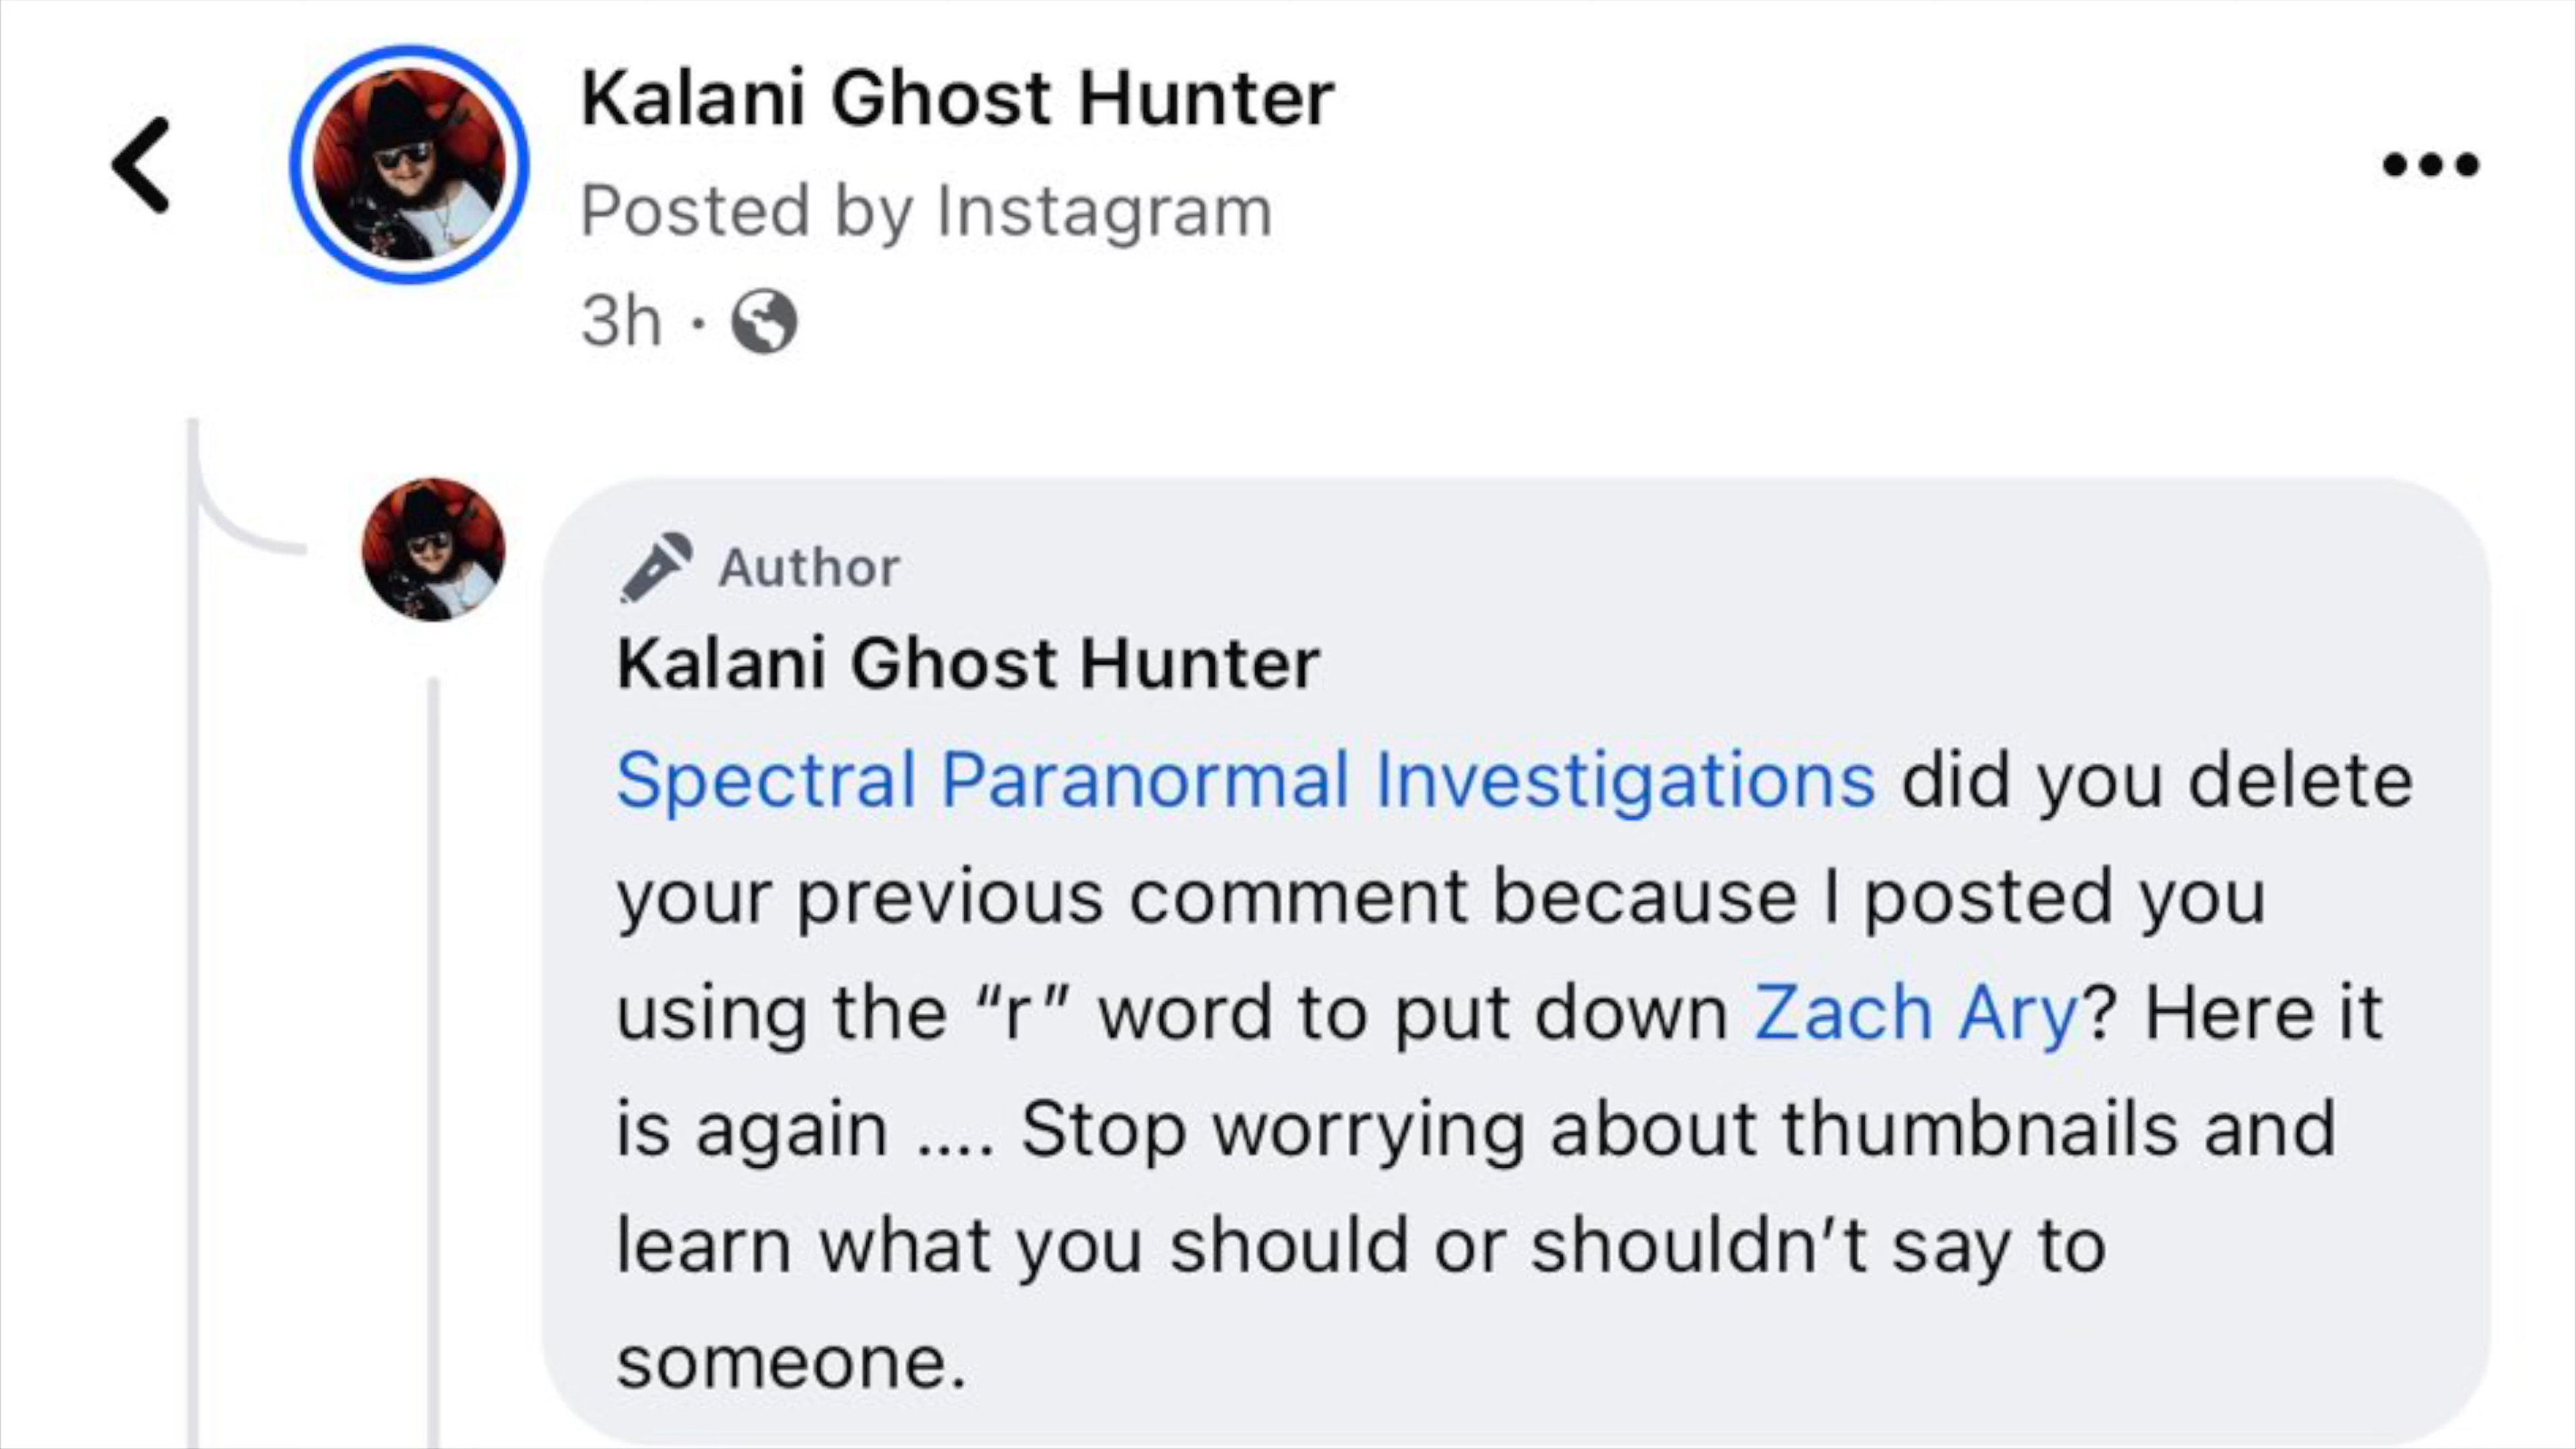 Kalani Ghost Hunter
Posted by Instagram
3h ·
Author
Kalani Ghost Hunter
Spectral Paranormal Investigations did you delete
your previous comment because I posted you
using the “r” word to put down Zach Ary? Here it
is again .... Stop worrying about thumbnails and
learn what you should or shouldn’t say to
someone.